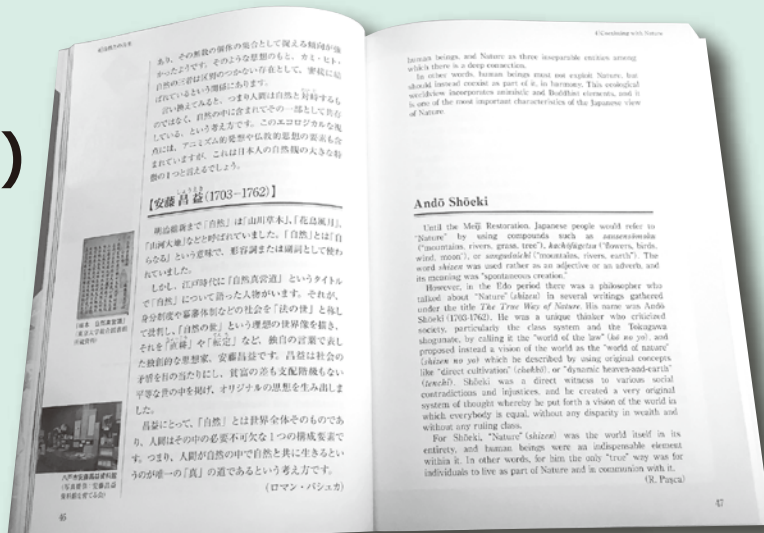 )
あり、その無数の個体の集合として捉える傾向が強
かったようです。そのような思想のもと、カミ・ヒト・
自然の三者は区別のつかない存在として、密接に結
ばれているという関係にあります。
言い換えてみると、つまり人間は自然と対峙するも
のではなく、自然の中に含まれてその一部として共存
している、という考え方です。このエコロジカルな視
角には、アニミズム的発想や仏教的思想の要素も含
まれていますが、これは日本人の自然観の大きな特
徴の1つと言えるでしょう。
しょうえき
【安藤昌益(1703–1762)】
明治維新まで「自然」は「山川草木」、「花鳥風月」、
「山河大地」などと呼ばれていました。「自然」とは「自
らなる」という意味で、形容詞または副詞として使わ
れていました。
しかし、江戸時代に『自然真営道』というタイトル
で「自然」について語った人物がいます。それが、
身分制度や幕藩体制などの社会を「法の世」と称し
て批判し、「自然の世」という理想の世界像を描き、
それを「直耕」や「転定」など、独自の言葉で表し
た独創的な思想家、安藤昌益です。昌益は社会の
矛盾を目の当たりにし、貧富の差も支配階級もない
平等な世の中を掲げ、オリジナルの思想を生み出しま
した。
昌益にとって、「自然」とは世界全体そのものであ
り、人間はその中の必要不可欠な1つの構成要素で
す。つまり、人間が自然の中で自然と共に生きるとい
うのが唯一の「真」の道であるという考え方です。
(ロマン・パシュカ)
八戸市安藤昌益資料館
46
Coexisting with Nature
human beings, and Nature as three inseparable entities among
which there is a deep connection.
In other words, human beings must not exploit Nature, but
should instead coexist as part of it, in harmony. This ecological
worldview incorporates animistic and Buddhist elements, and it
is one of the most important characteristics of the Japanese view
of Nature.
Andō Shōeki
Until the Meiji Restoration, Japanese people would refer to
"Nature" by using compounds such as sansensōmoku
("mountains, rivers, grass, tree"), kachōfūgetsu ("flowers, birds,
wind, moon"), or sangadaichi ("mountains, rivers, earth"). The
word shizen was used rather as an adjective or an adverb, and
its meaning was "spontaneous creation."
However, in the Edo period there was a philosopher who
talked about "Nature" (shizen) in several writings gathered
under the title The True Way of Nature. His name was Andō
Shōeki (1703-1762). He was a unique thinker who criticized
society, particularly the class system and the Tokugawa
shogunate, by calling it the "world of the law" (hō no yo), and
proposed instead a vision of the world as the "world of nature"
(shizen no yo) which he described by using original concepts
like "direct cultivation" (chokkō), or "dynamic heaven-and-earth"
(tenchi). Shōeki was a direct witness to various social
contradictions and injustices, and he created a very original
system of thought whereby he put forth a vision of the world in
which everybody is equal, without any disparity in wealth and
without any ruling class.
For Shōeki, "Nature" (shizen) was the world itself in its
entirety, and human beings were an indispensable element
within it. In other words, for him the only "true" way was for
individuals to live as part of Nature and in communion with it.
(R. Paşca)
47